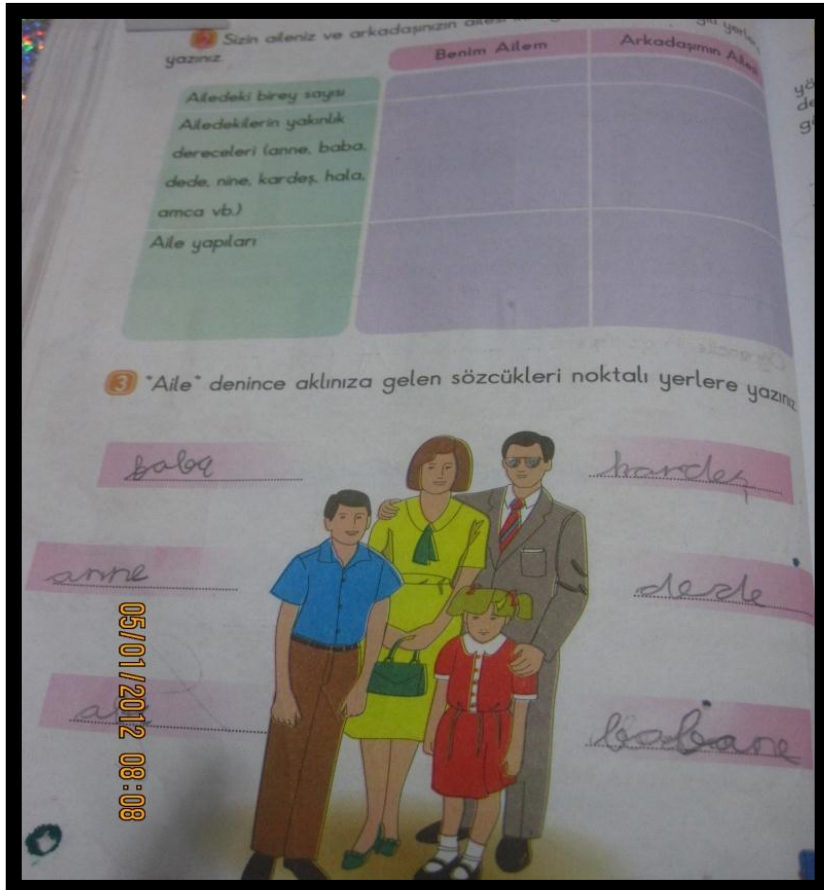 Sizin aileniz ve arkadaşınızın ailesi yerlere
yazınız.
Benim Ailem
Arkadaşımın Ailesi
Ailedeki birey sayısı
Ailedekilerin yakınlık
dereceleri (anne, baba,
dede, nine, kardeş, hala,
amca vb.)
Aile yapıları
3 "Aile" denince aklınıza gelen sözcükleri noktalı yerlere yazınız.
baba
kardeş
anne
dede
babane
05/01/2012 08:08